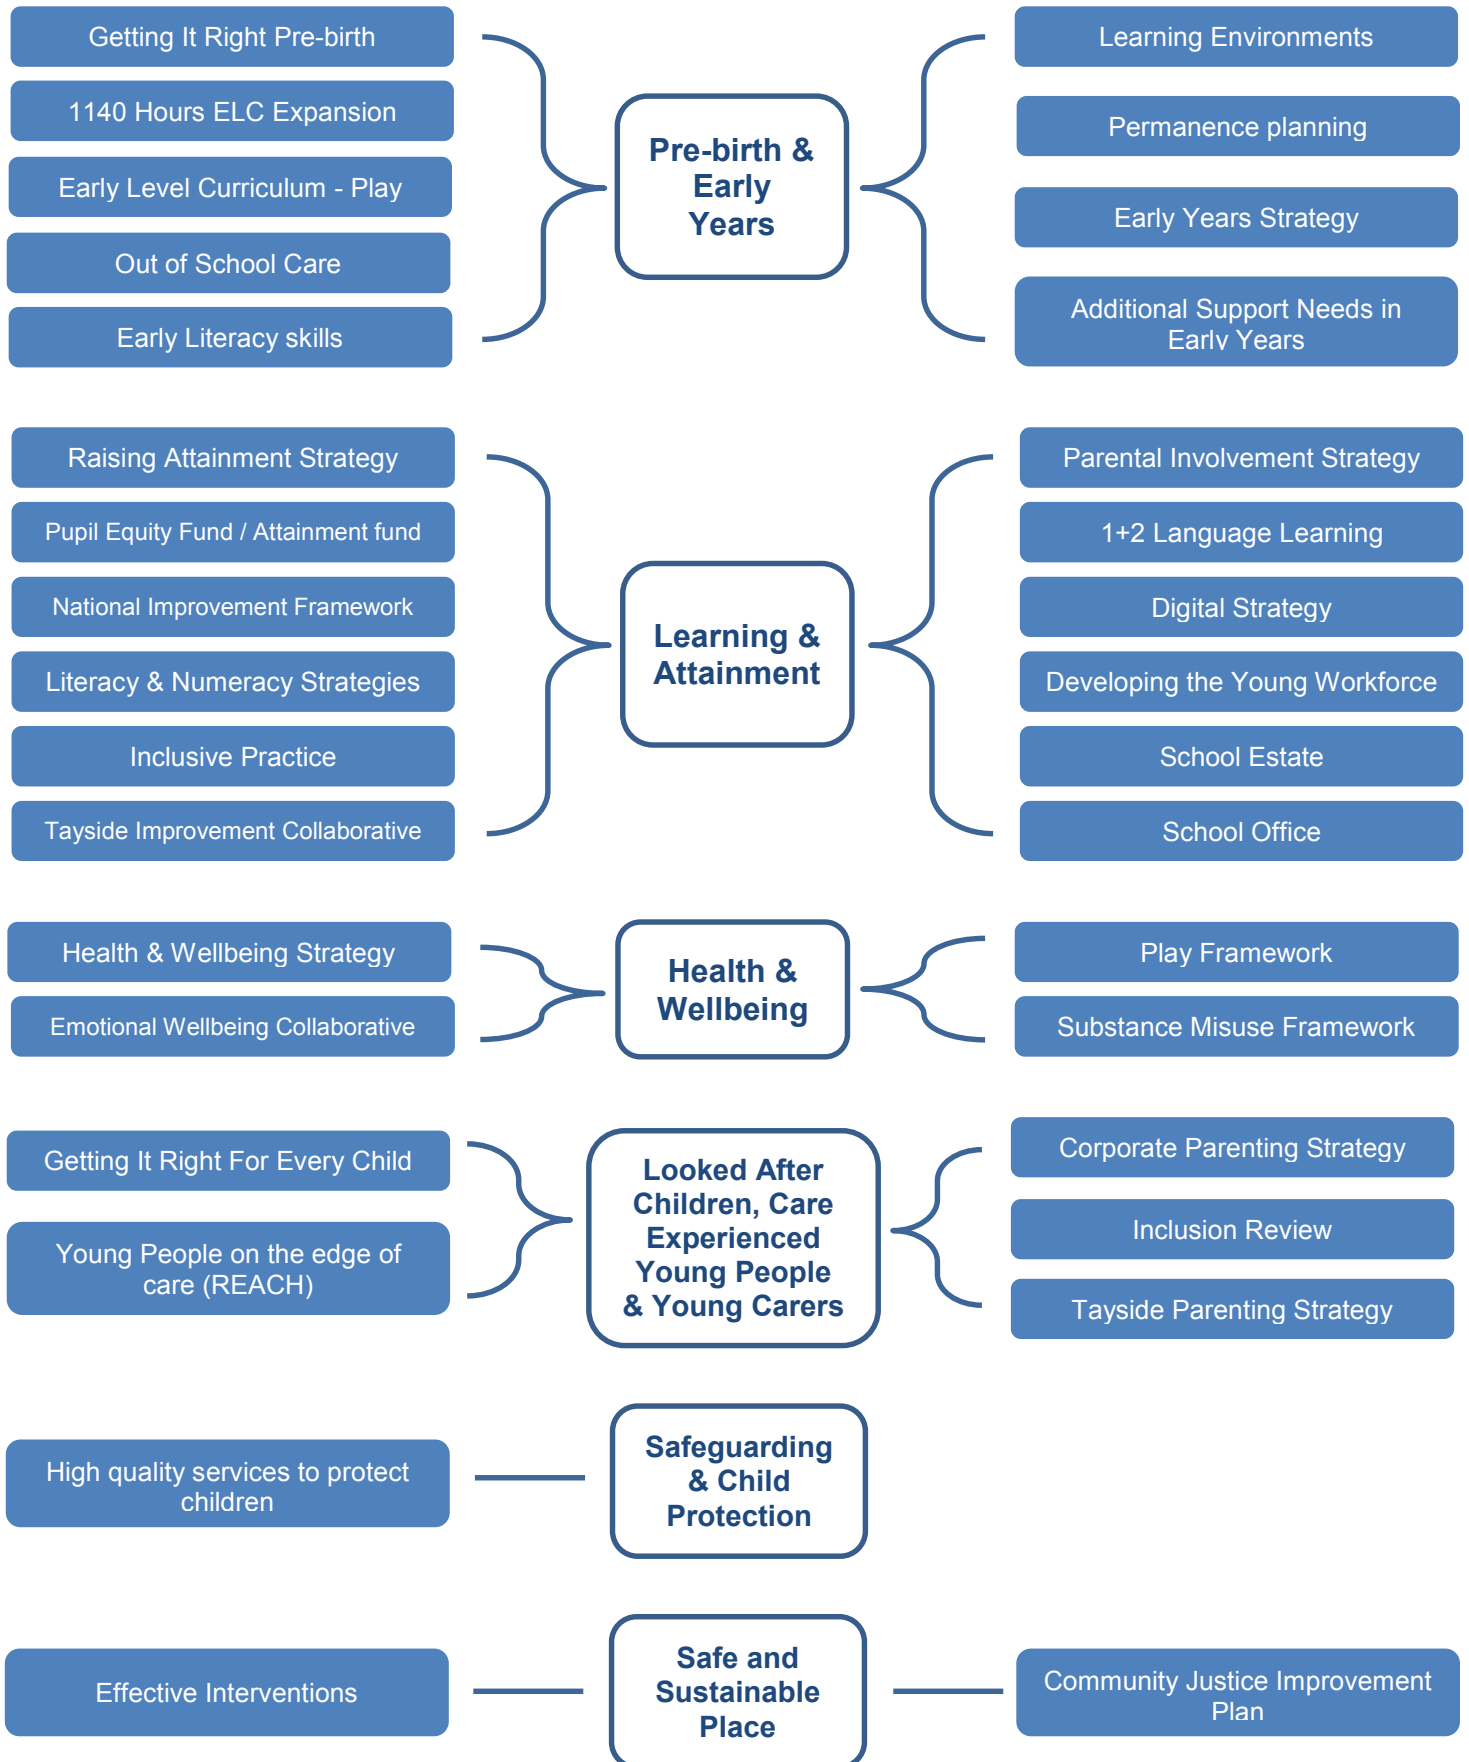 Getting It Right Pre-birth
1140 Hours ELC Expansion
Early Level Curriculum - Play
Out of School Care
Early Literacy skills
Pre-birth &
Early
Years
Learning Environments
Permanence planning
Early Years Strategy
Additional Support Needs in
Early Years
Raising Attainment Strategy
Pupil Equity Fund / Attainment fund
National Improvement Framework
Literacy & Numeracy Strategies
Inclusive Practice
Tayside Improvement Collaborative
Learning &
Attainment
Parental Involvement Strategy
1+2 Language Learning
Digital Strategy
Developing the Young Workforce
School Estate
School Office
Health & Wellbeing Strategy
Emotional Wellbeing Collaborative
Health &
Wellbeing
Play Framework
Substance Misuse Framework
Getting It Right For Every Child
Young People on the edge of
care (REACH)
Looked After
Children, Care
Experienced
Young People
& Young Carers
Corporate Parenting Strategy
Inclusion Review
Tayside Parenting Strategy
High quality services to protect
children
Safeguarding
& Child
Protection
Effective Interventions
Safe and
Sustainable
Place
Community Justice Improvement
Plan